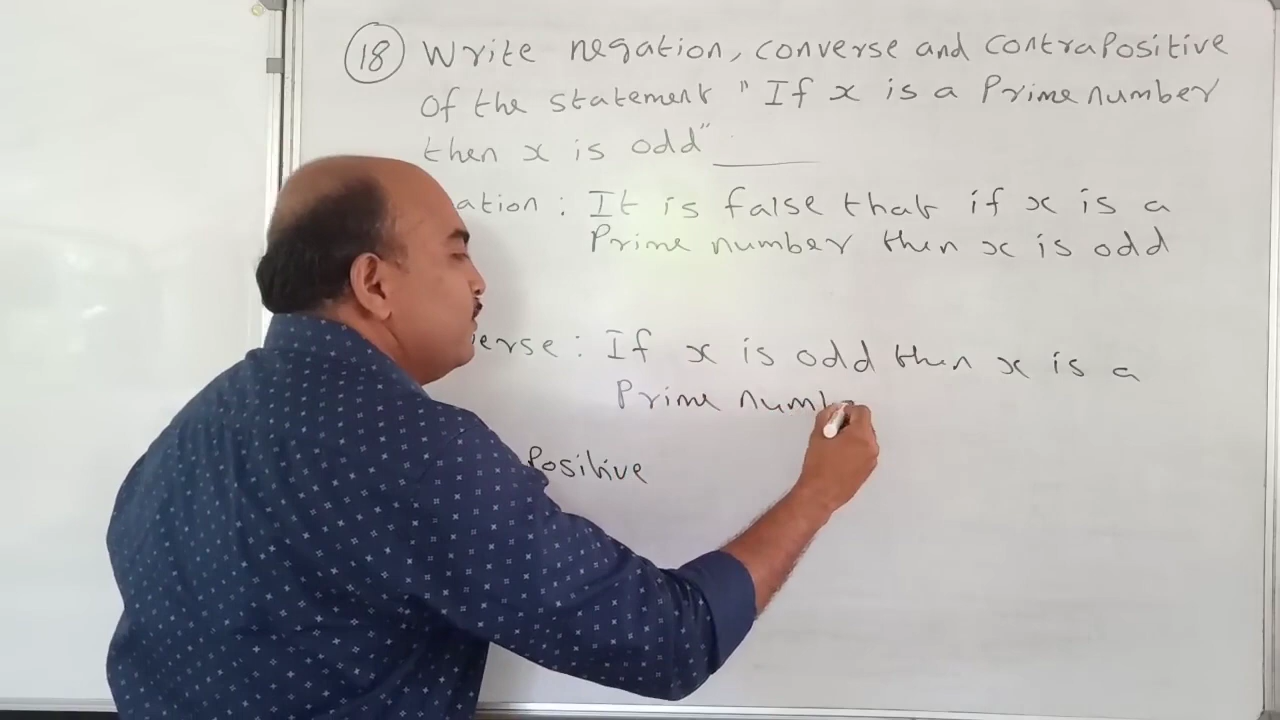 18 Write negation, converse and contrapositive
of the statement "If x is a Prime number
then x is odd"
ation : It is false that if x is a
Prime number then x is odd
erse : If x is odd then x is a
Prime num
Positive